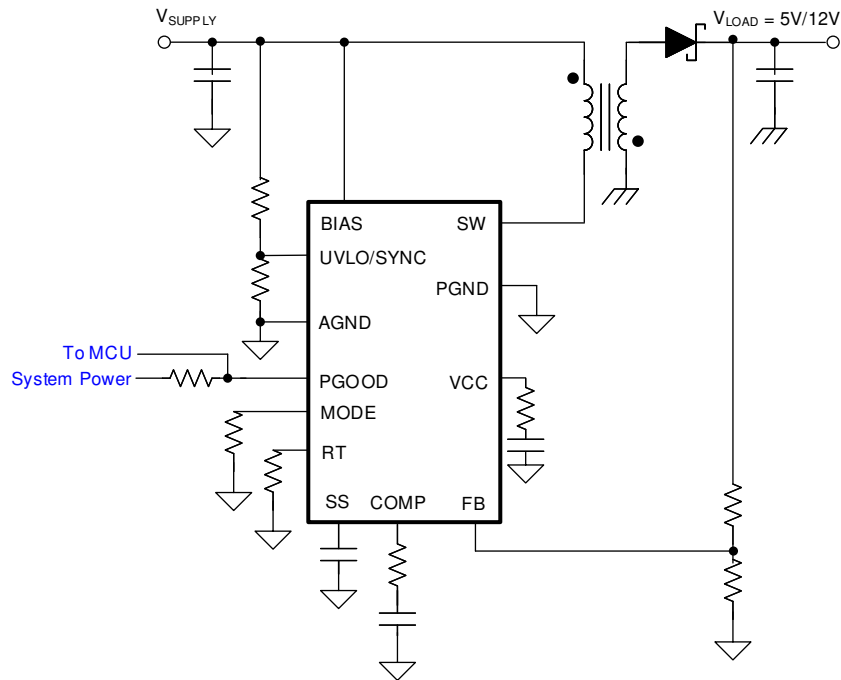 VSUPPLY
VLOAD = 5V/12V
BIAS
SW
UVLO/SYNC
PGND
AGND
To MCU
System Power
PGOOD
VCC
MODE
RT
SS
COMP
FB